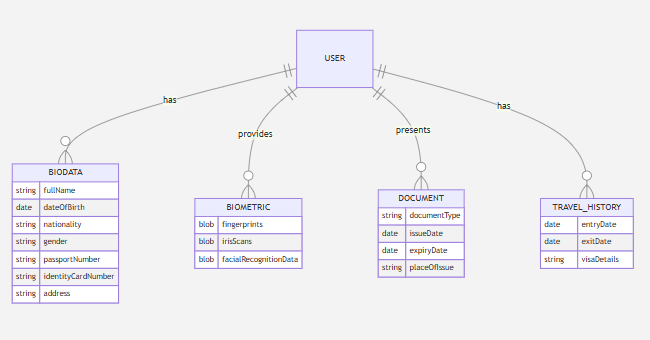 USER
has
provides
presents
has
BIODATA
string fullName
date dateOfBirth
string nationality
string gender
string passportNumber
string identityCardNumber
string address
BIOMETRIC
blob fingerprints
blob irisScans
blob facialRecognitionData
DOCUMENT
string documentType
date issueDate
date expiryDate
string placeOfIssue
TRAVEL_HISTORY
date entryDate
date exitDate
string visaDetails